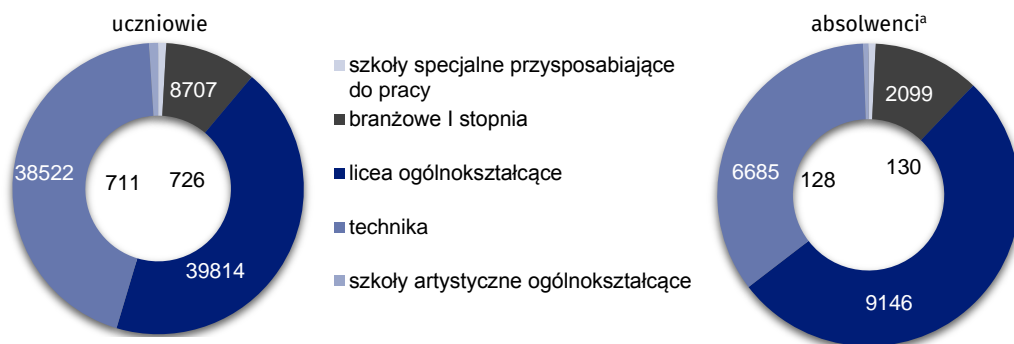 uczniowie
8707
38522
711
726
39814
szkoły specjalne przysposabiające
do pracy
branżowe I stopnia
licea ogólnokształcące
technika
szkoły artystyczne ogólnokształcące
absolwenciᵃ
2099
6685
128
130
9146